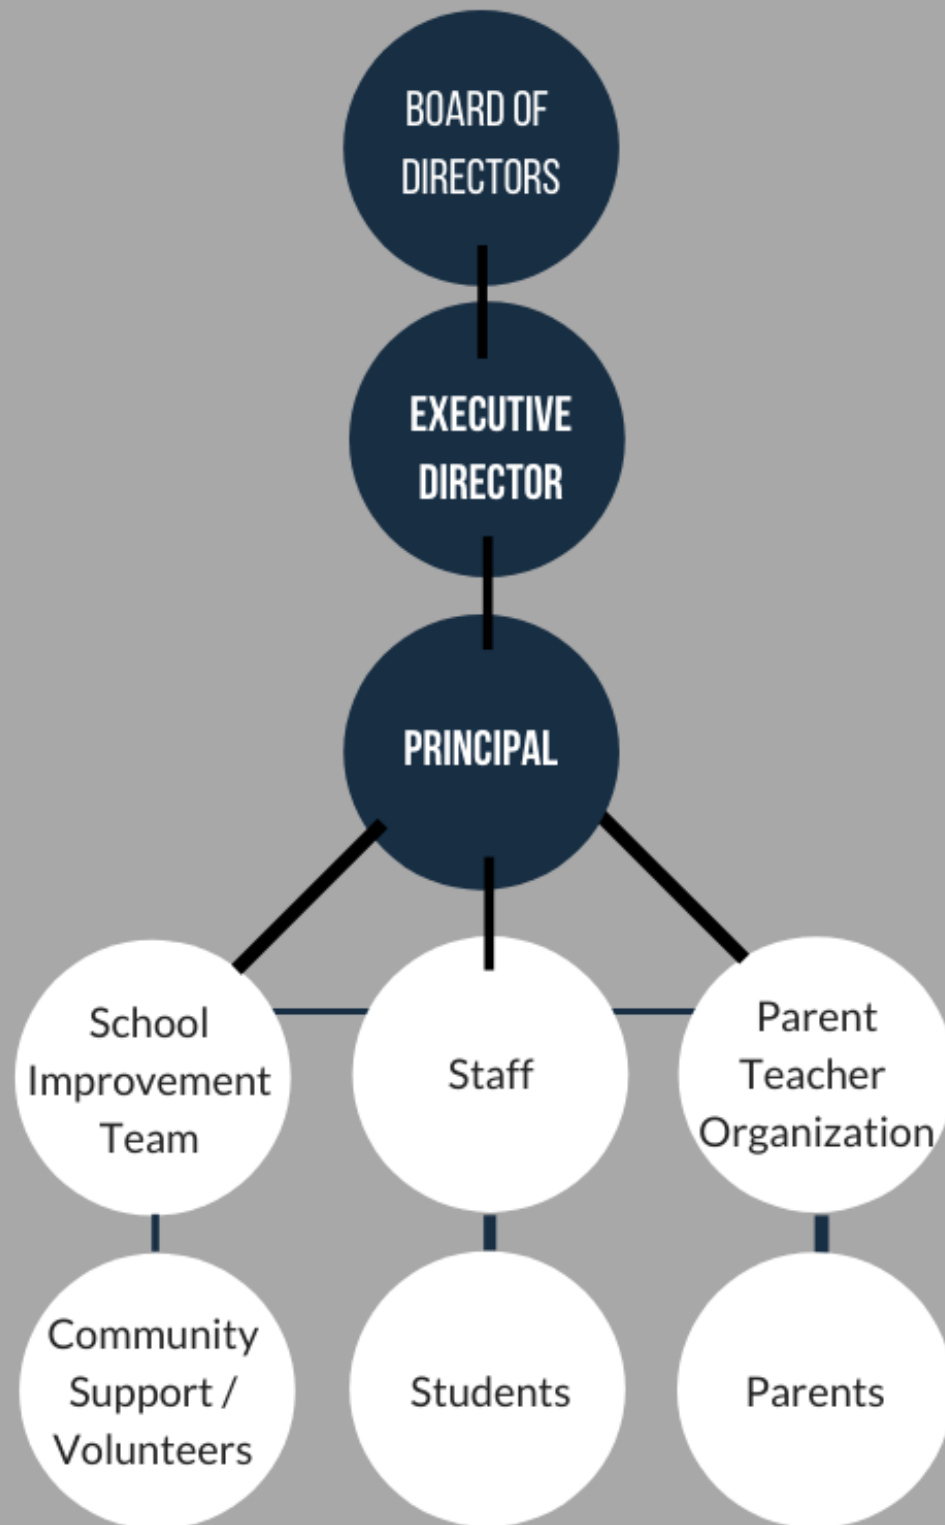 BOARD OF
DIRECTORS
EXECUTIVE
DIRECTOR
PRINCIPAL
School
Improvement
Team
Staff
Parent
Teacher
Organization
Community
Support /
Volunteers
Students
Parents